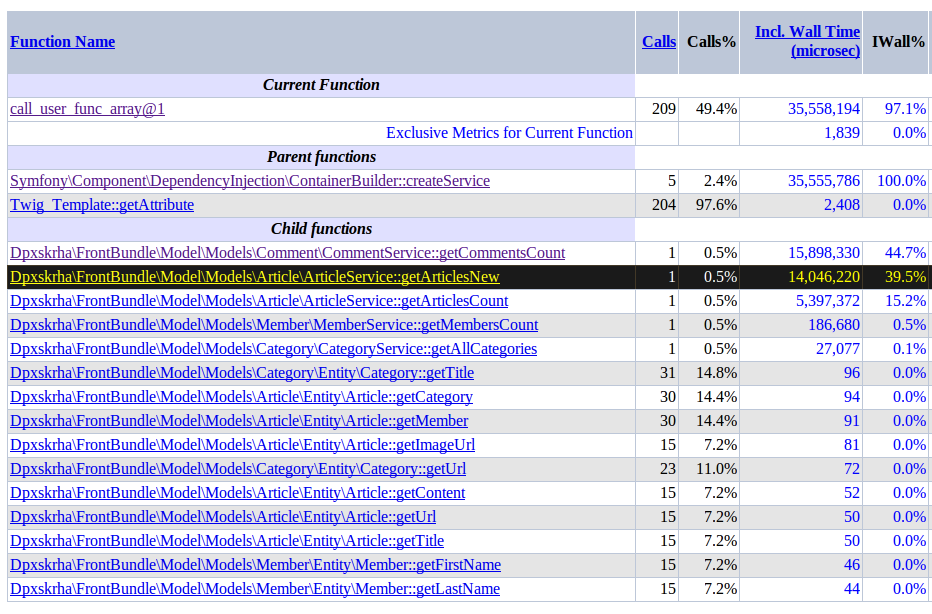 Function Name Calls Calls% Incl. Wall Time (microsec) IWall%
Current Function
call_user_func_array@1 209 49.4% 35,558,194 97.1%
Exclusive Metrics for Current Function 1,839 0.0%
Parent functions
Symfony\Component\DependencyInjection\ContainerBuilder::createService 5 2.4% 35,555,786 100.0%
Twig_Template::getAttribute 204 97.6% 2,408 0.0%
Child functions
Dpxskrha\FrontBundle\Model\Models\Comment\CommentService::getCommentsCount 1 0.5% 15,898,330 44.7%
Dpxskrha\FrontBundle\Model\Models\Article\ArticleService::getArticlesNew 1 0.5% 14,046,220 39.5%
Dpxskrha\FrontBundle\Model\Models\Article\ArticleService::getArticlesCount 1 0.5% 5,397,372 15.2%
Dpxskrha\FrontBundle\Model\Models\Member\MemberService::getMembersCount 1 0.5% 186,680 0.5%
Dpxskrha\FrontBundle\Model\Models\Category\CategoryService::getAllCategories 1 0.5% 27,077 0.1%
Dpxskrha\FrontBundle\Model\Models\Category\Entity\Category::getTitle 31 14.8% 96 0.0%
Dpxskrha\FrontBundle\Model\Models\Article\Entity\Article::getCategory 30 14.4% 94 0.0%
Dpxskrha\FrontBundle\Model\Models\Article\Entity\Article::getMember 30 14.4% 91 0.0%
Dpxskrha\FrontBundle\Model\Models\Article\Entity\Article::getImageUrl 15 7.2% 81 0.0%
Dpxskrha\FrontBundle\Model\Models\Category\Entity\Category::getUrl 23 11.0% 72 0.0%
Dpxskrha\FrontBundle\Model\Models\Article\Entity\Article::getContent 15 7.2% 52 0.0%
Dpxskrha\FrontBundle\Model\Models\Article\Entity\Article::getUrl 15 7.2% 50 0.0%
Dpxskrha\FrontBundle\Model\Models\Article\Entity\Article::getTitle 15 7.2% 50 0.0%
Dpxskrha\FrontBundle\Model\Models\Member\Entity\Member::getFirstName 15 7.2% 46 0.0%
Dpxskrha\FrontBundle\Model\Models\Member\Entity\Member::getLastName 15 7.2% 44 0.0%